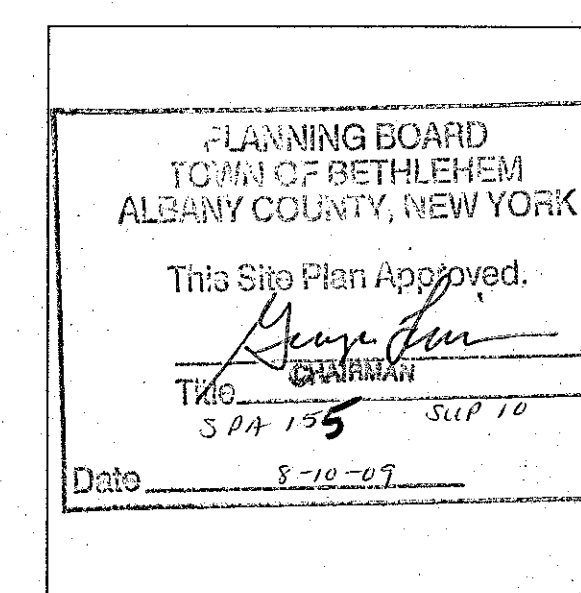 PLANNING BOARD
TOWN OF BETHLEHEM
ALBANY COUNTY, NEW YORK
This Site Plan Approved.
George
CHAIRMAN
Title
SPA 155 SUP 10
Date 8-10-09